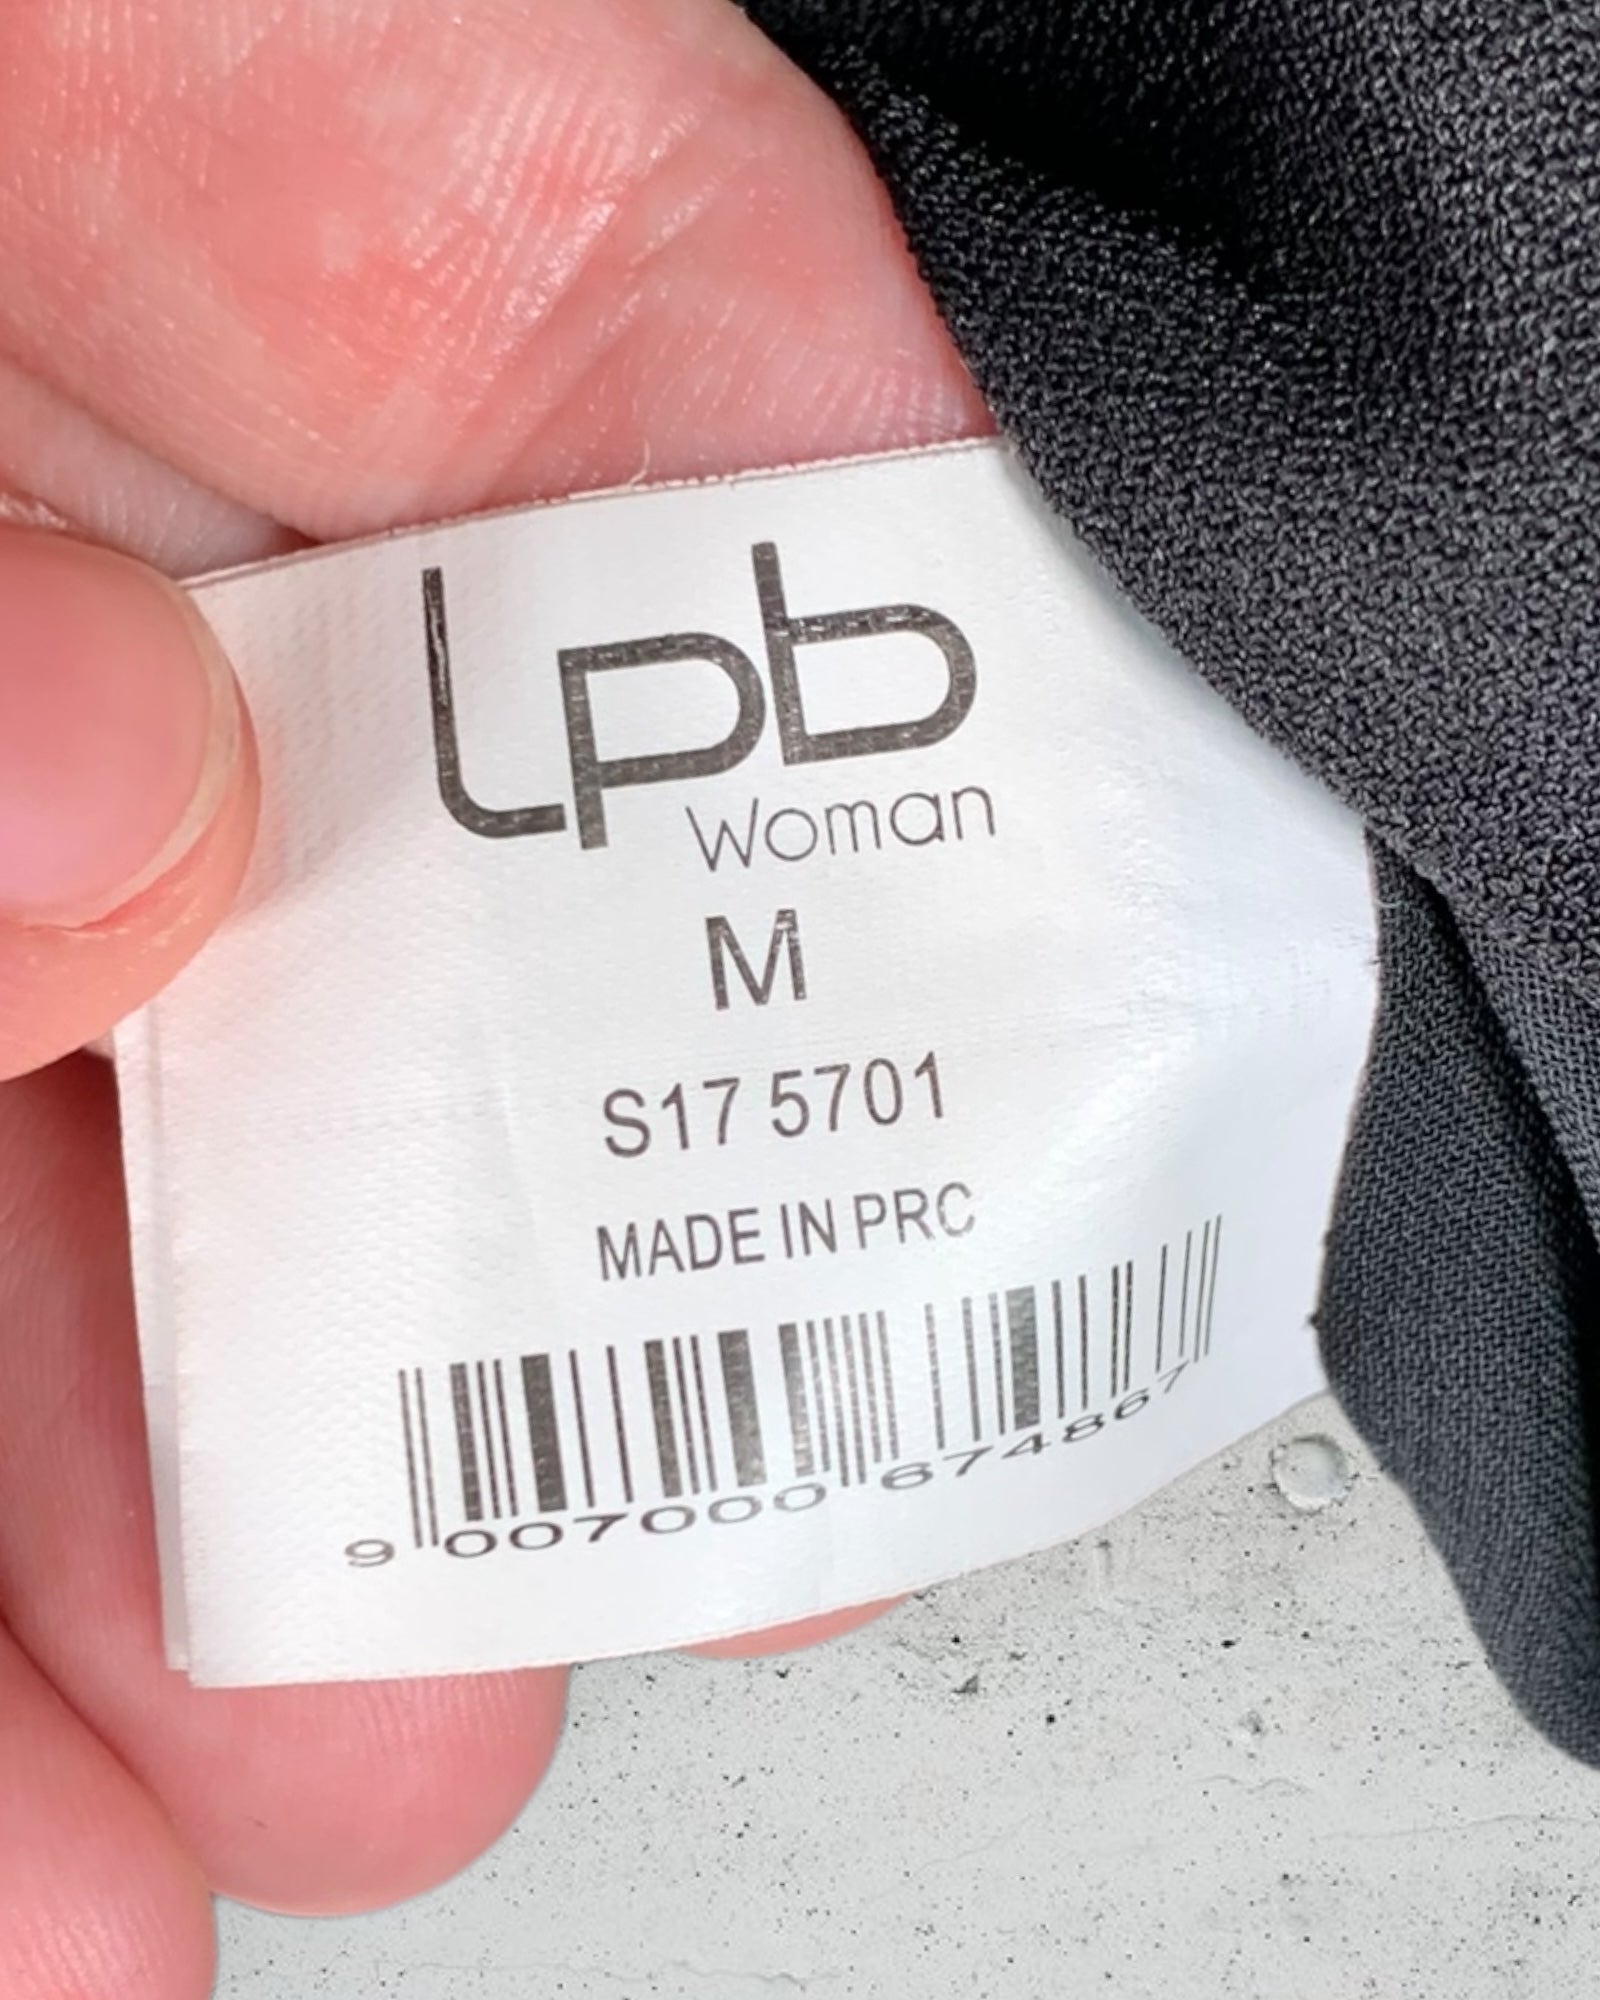 Lpb
Woman
M
S17 5701
MADE IN PRC
9 007000 674867